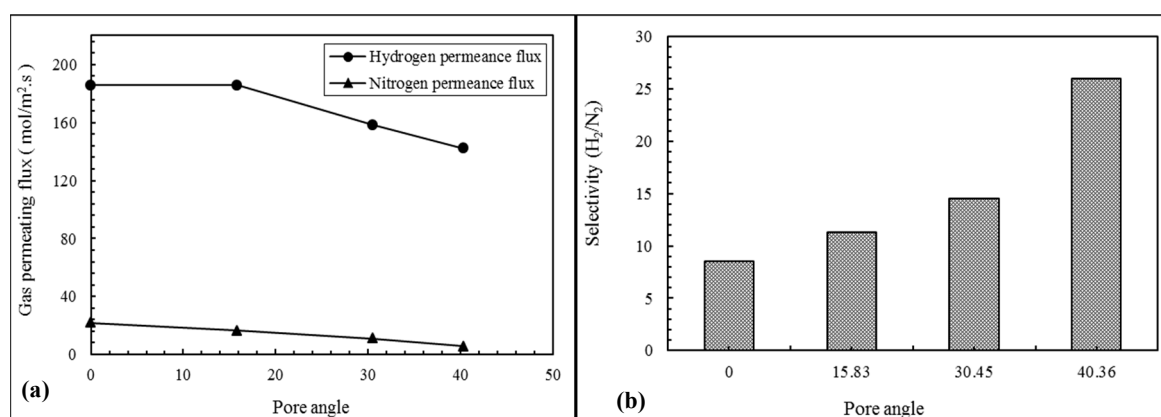 Hydrogen permeance flux
Nitrogen permeance flux
Gas permeating flux ( mol/m².s)
200
160
120
80
40
0
0 10 20 30 40 50
Pore angle
(a)
Selectivity (H₂/N₂)
30
25
20
15
10
5
0
0 15.83 30.45 40.36
Pore angle
(b)